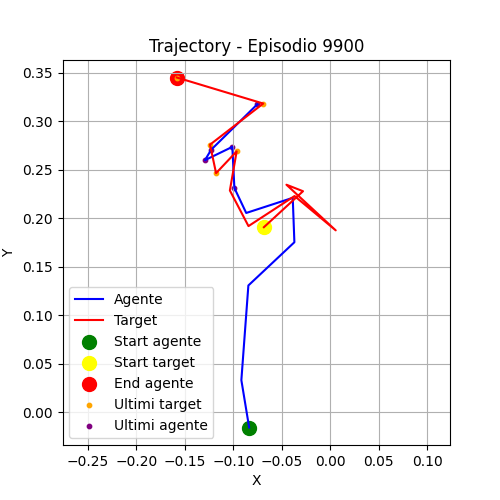 Trajectory - Episodio 9900
0.35
0.30
0.25
0.20
0.15
0.10
0.05
0.00
Y
Agente
Target
Start agente
Start target
End agente
Ultimi target
Ultimi agente
−0.25 −0.20 −0.15 −0.10 −0.05 0.00 0.05 0.10
X